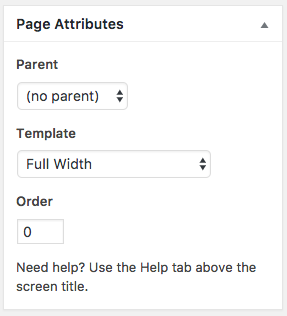 Page Attributes
Parent
(no parent)
Template
Full Width
Order
0
Need help? Use the Help tab above the
screen title.